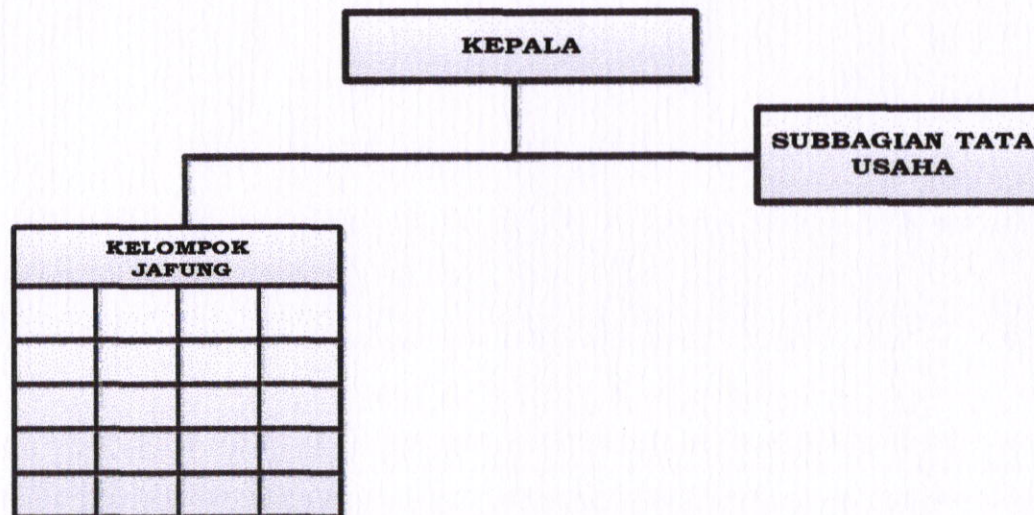 KEPALA
SUBBAGIAN TATA
USAHA
KELOMPOK
JAFUNG